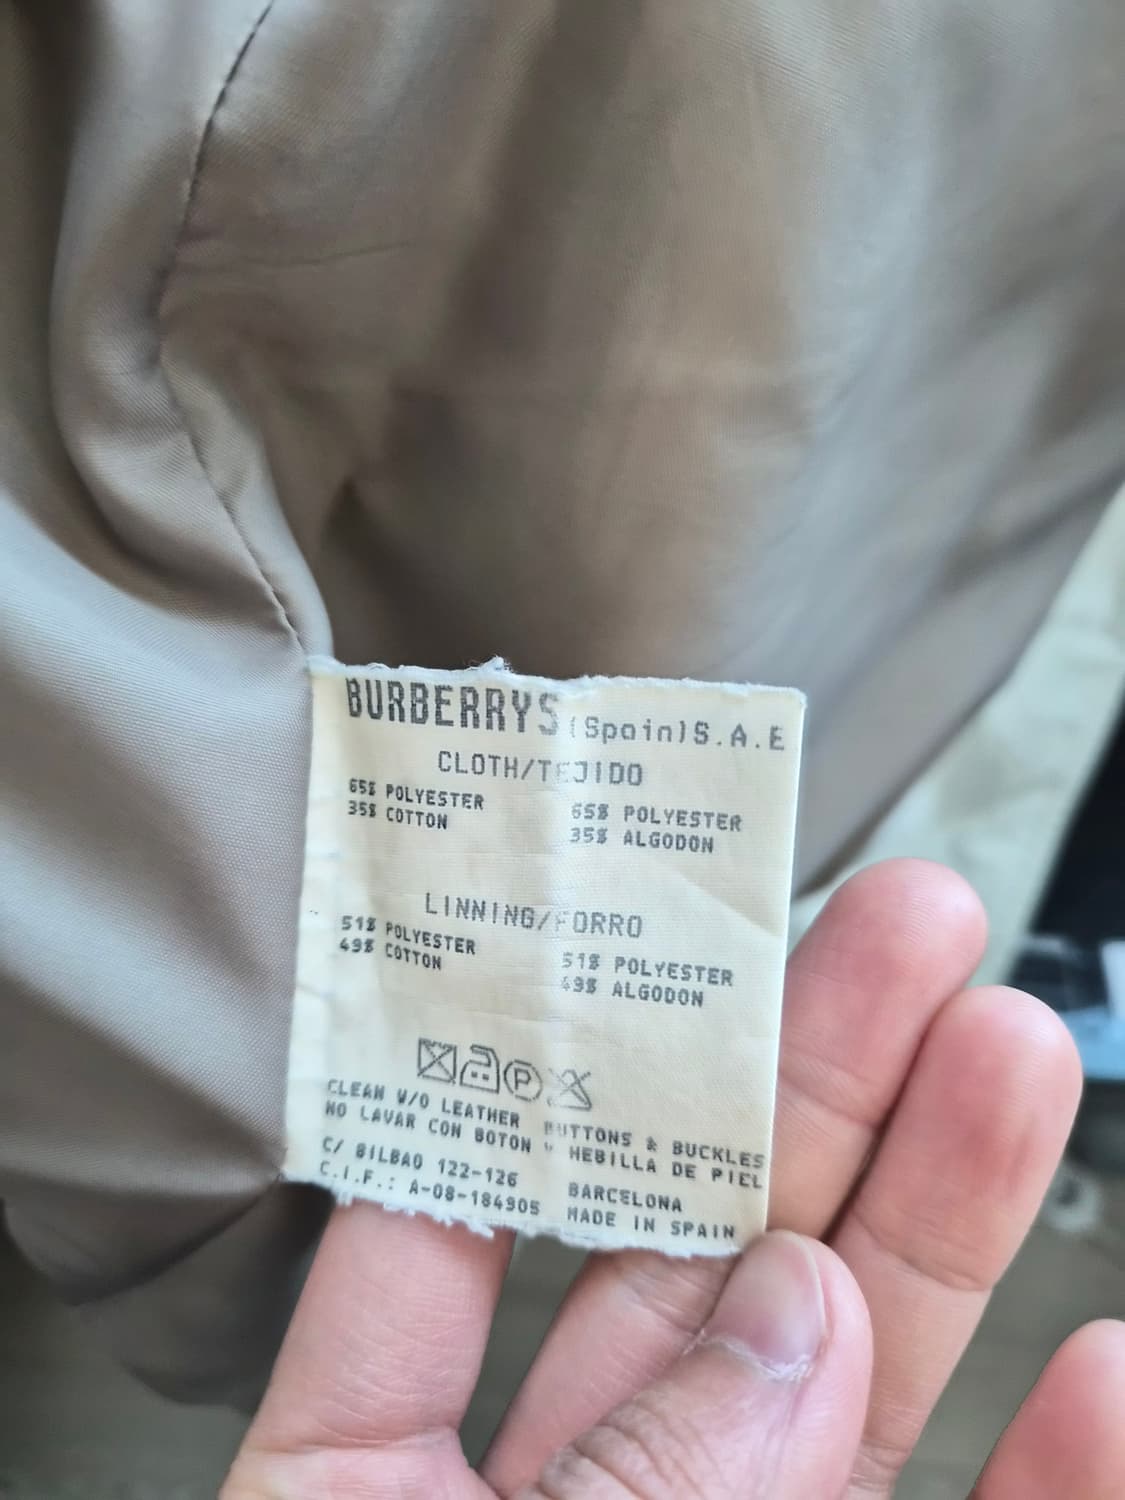 BURBERRYS (Spain) S.A.E
CLOTH/TEJIDO
65% POLYESTER 65% POLYESTER
35% COTTON 35% ALGODON
LINNING/FORRO
51% POLYESTER 51% POLYESTER
49% COTTON 49% ALGODON
P
CLEAN W/O LEATHER BUTTONS & BUCKLES
NO LAVAR CON BOTON Y HEBILLA DE PIEL
C/ BILBAO 122-126 BARCELONA
C.I.F.: A-08-184905 MADE IN SPAIN